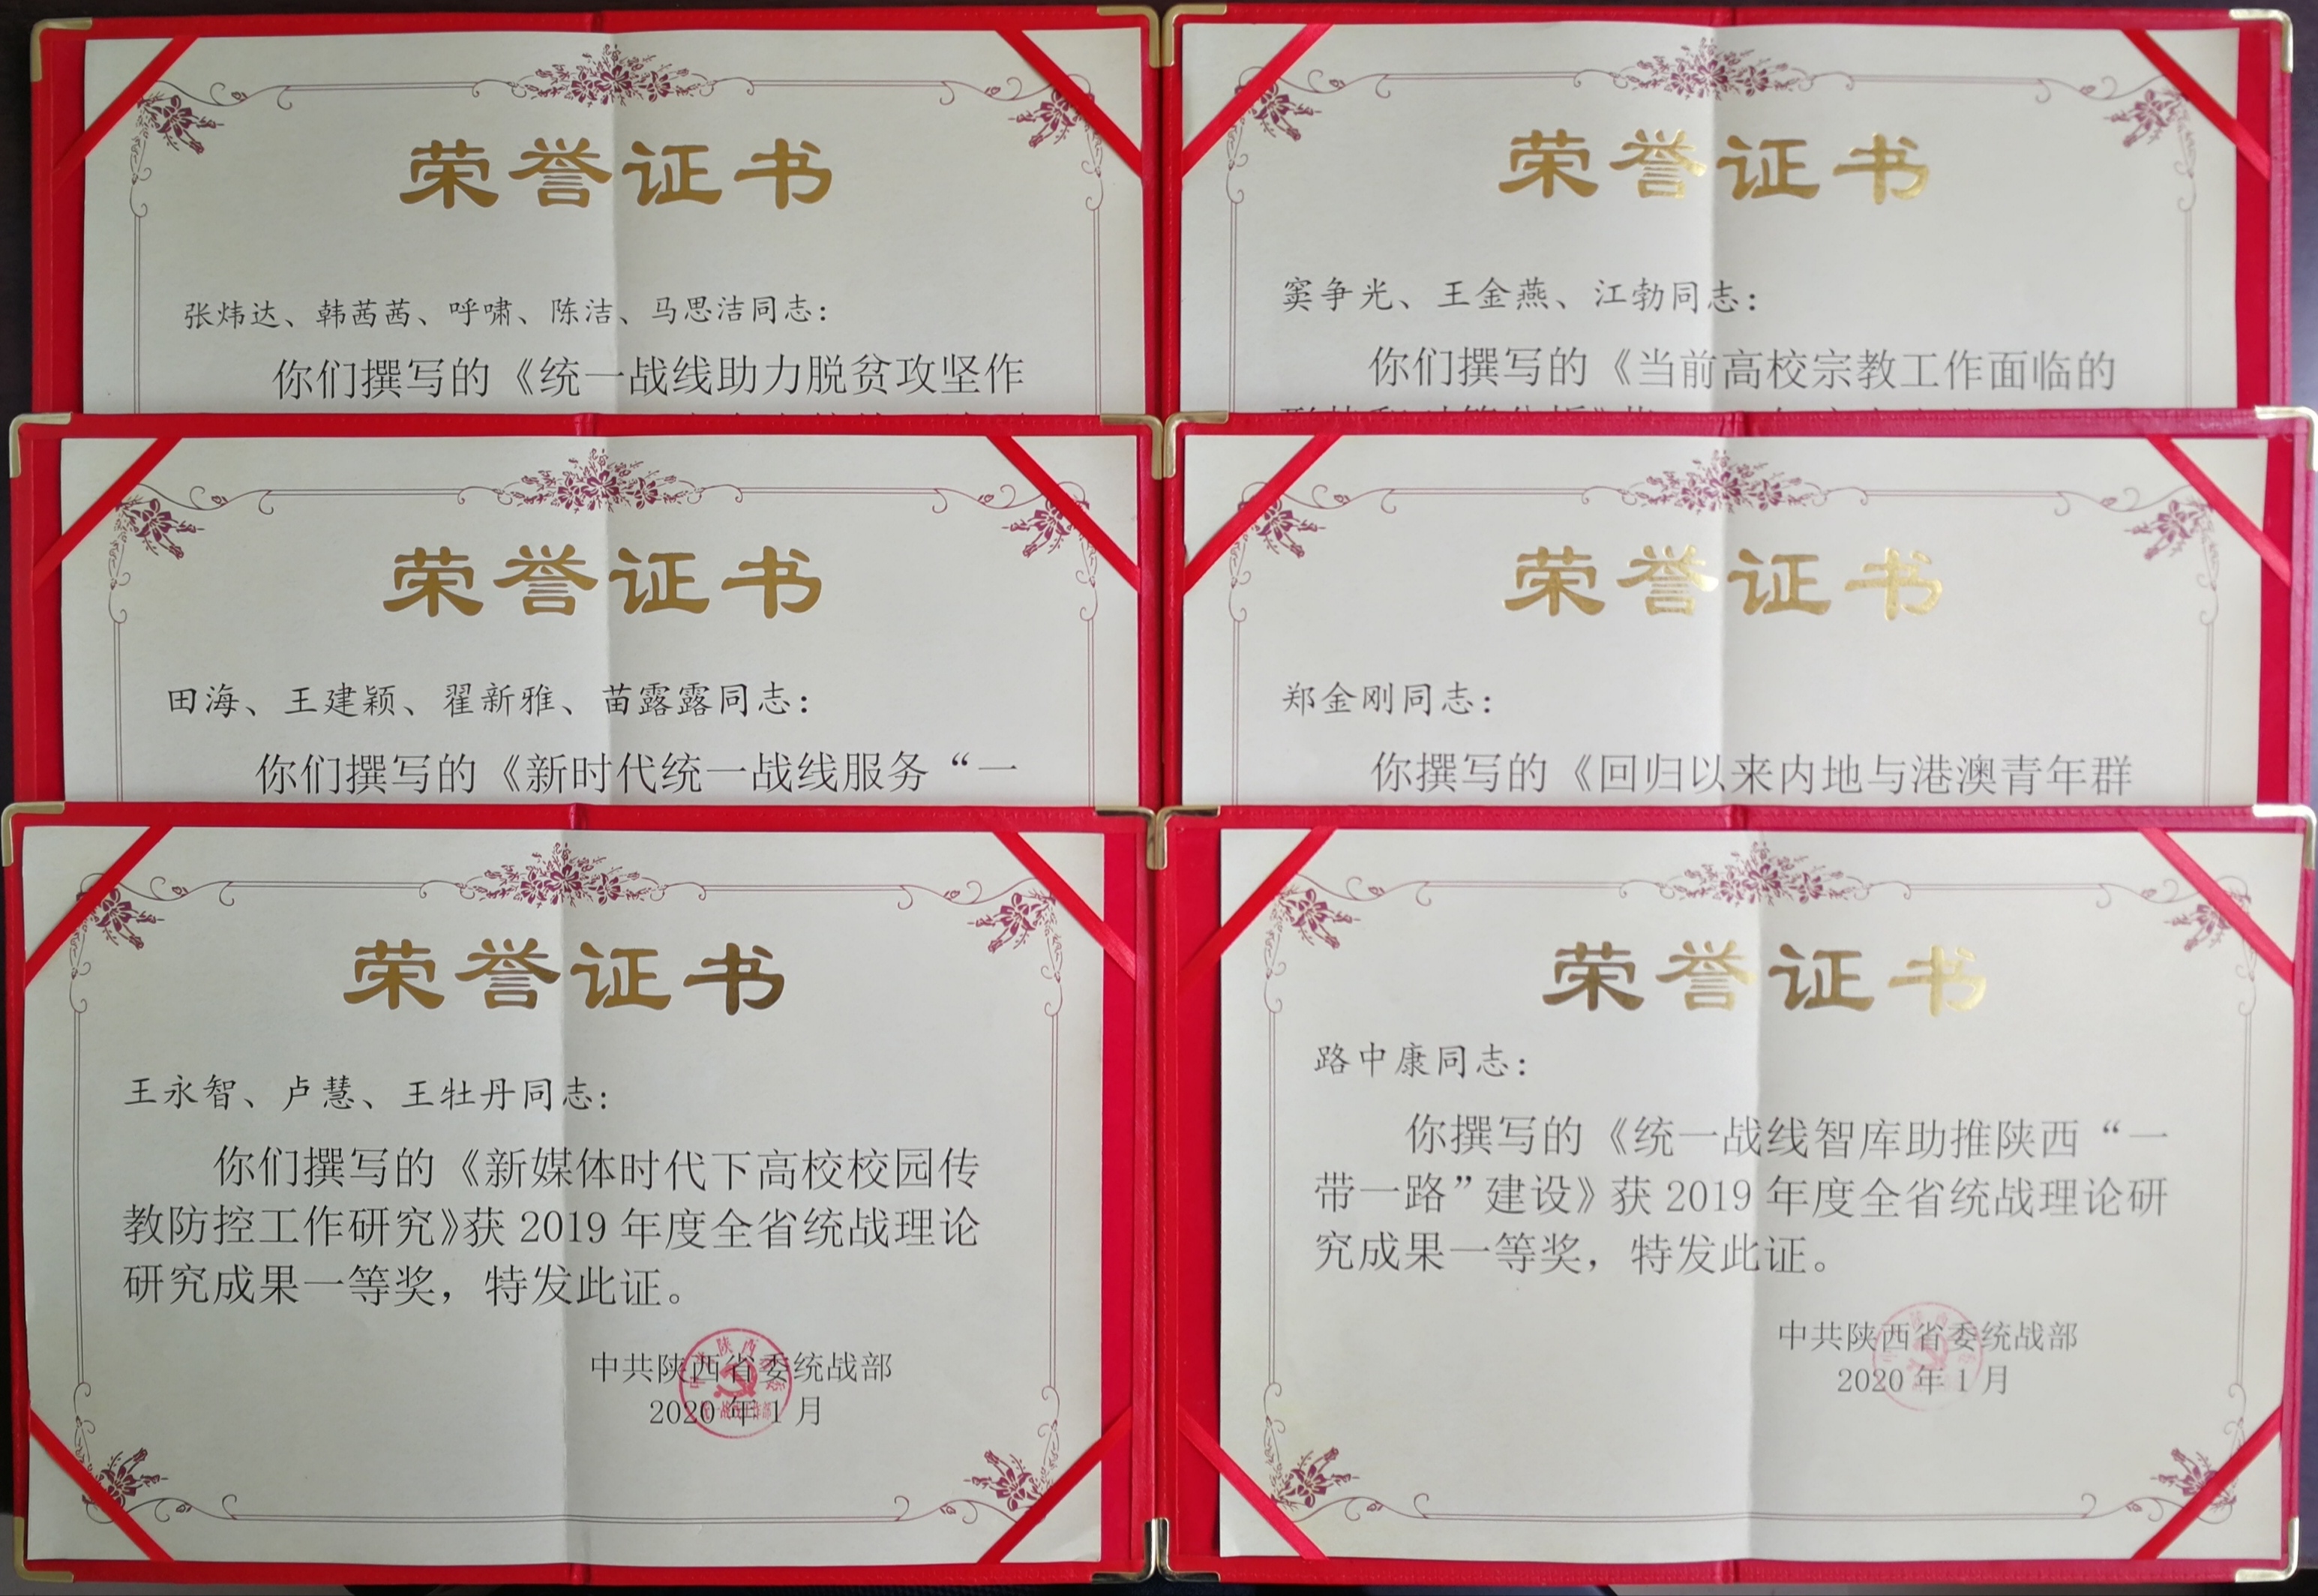 荣誉证书
张炜达、韩茜茜、呼啸、陈洁、马思洁同志：
你们撰写的《统一战线助力脱贫攻坚作
荣誉证书
窦争光、王金燕、江勃同志：
你们撰写的《当前高校宗教工作面临的
荣誉证书
田海、王建颖、翟新雅、苗露露同志：
你们撰写的《新时代统一战线服务“一
荣誉证书
郑金刚同志：
你撰写的《回归以来内地与港澳青年群
荣誉证书
王永智、卢慧、王牡丹同志：
你们撰写的《新媒体时代下高校校园传
教防控工作研究》获 2019 年度全省统战理论
研究成果一等奖，特发此证。
中共陕西省委统战部
2020 年 1 月
荣誉证书
路中康同志：
你撰写的《统一战线智库助推陕西“一
带一路”建设》获 2019 年度全省统战理论研
究成果一等奖，特发此证。
中共陕西省委统战部
2020 年 1 月